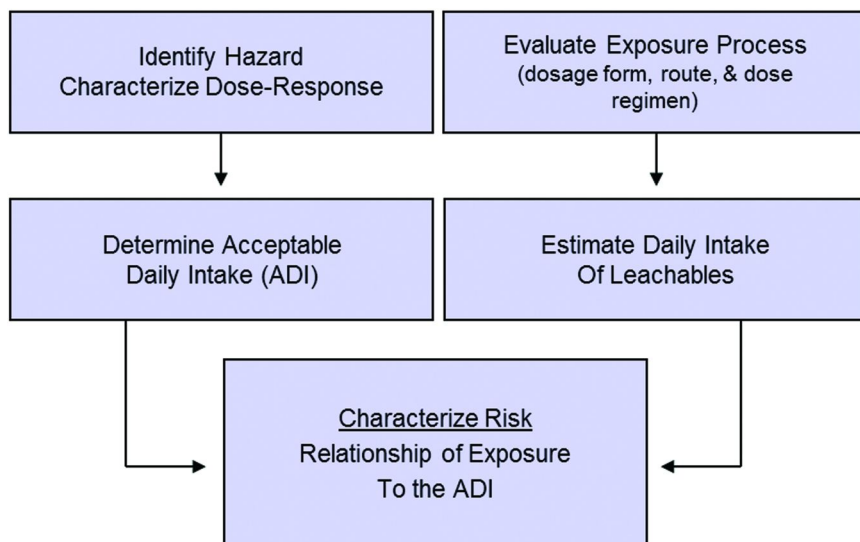 Identify Hazard
Characterize Dose-Response
Evaluate Exposure Process
(dosage form, route, & dose
regimen)
Determine Acceptable
Daily Intake (ADI)
Estimate Daily Intake
Of Leachables
Characterize Risk
Relationship of Exposure
To the ADI